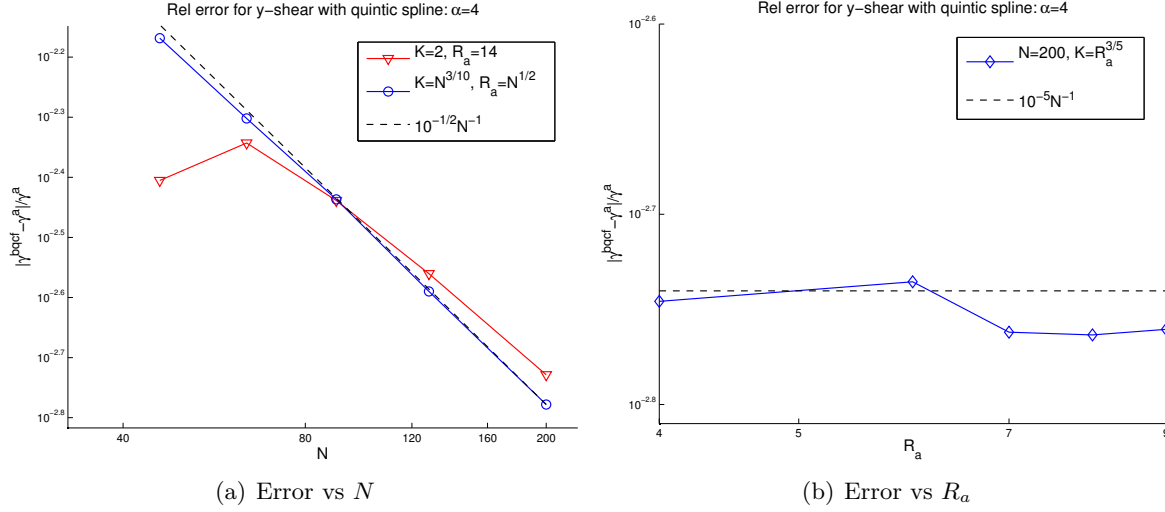 Rel error for y−shear with quintic spline: α=4
|γ^bqcf−γ^a|/γ^a
10^−2.2
10^−2.3
10^−2.4
10^−2.5
10^−2.6
10^−2.7
10^−2.8
K=2, R_a=14
K=N^3/10, R_a=N^1/2
10^−1/2N^−1
40 80 120 160 200
N
(a) Error vs N
Rel error for y−shear with quintic spline: α=4
|γ^bqcf−γ^a|/γ^a
10^−2.6
10^−2.7
10^−2.8
N=200, K=R_a^3/5
10^−5N^−1
4 5 7 9
R_a
(b) Error vs R_a